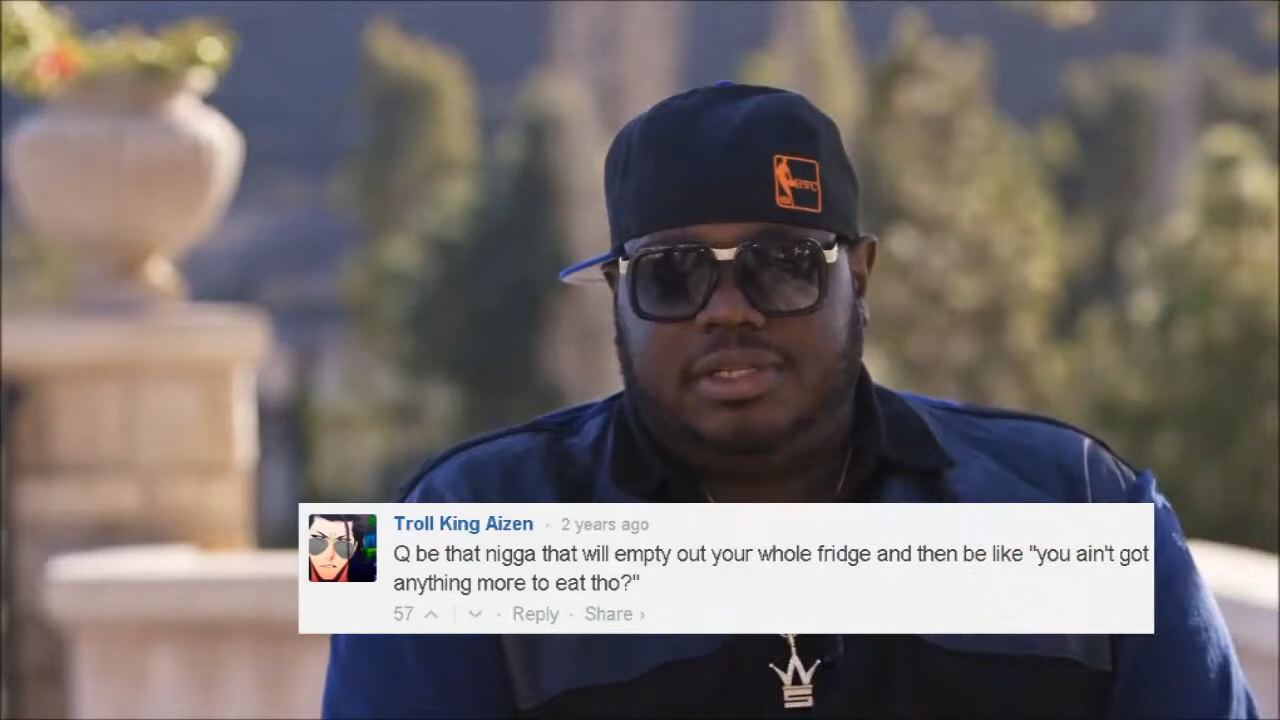 Troll King Aizen · 2 years ago
Q be that nigga that will empty out your whole fridge and then be like "you ain't got
anything more to eat tho?"
57 · Reply · Share ›